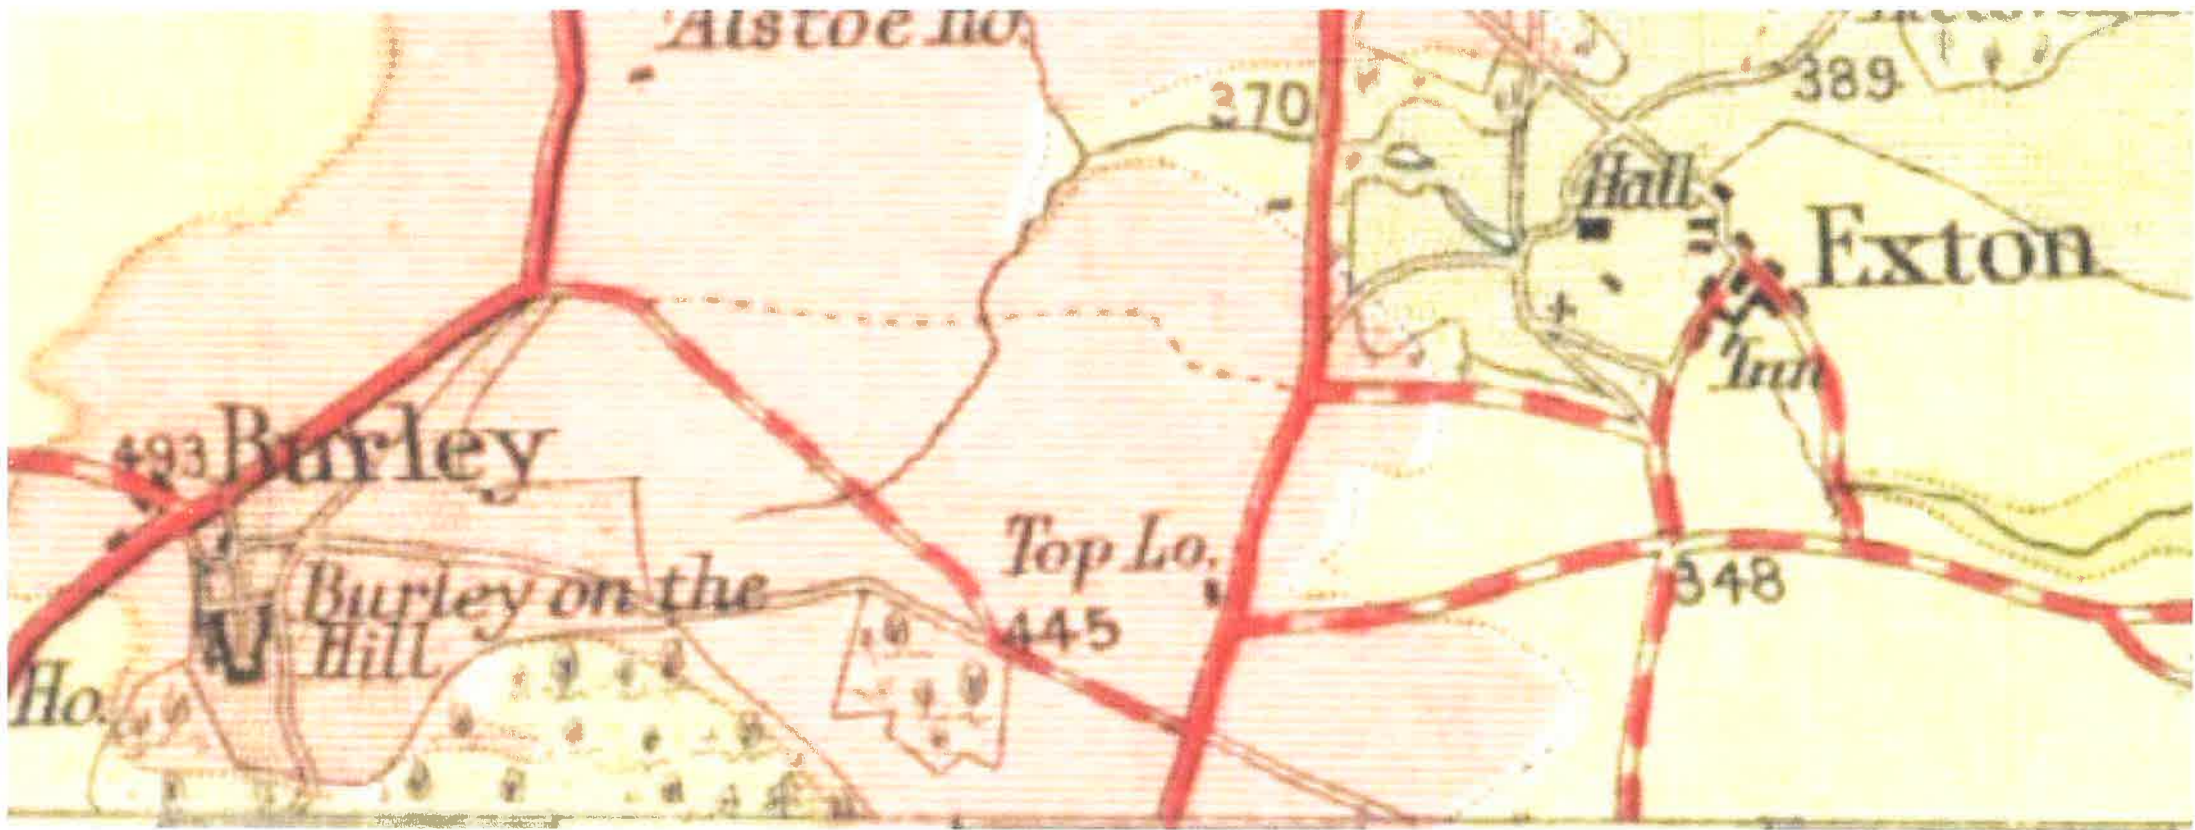 Alstoe Ho.
370
389
Hall
Exton
Inn
493
Burley
Top Lo.
Burley on the
Hill
348
445
Ho.